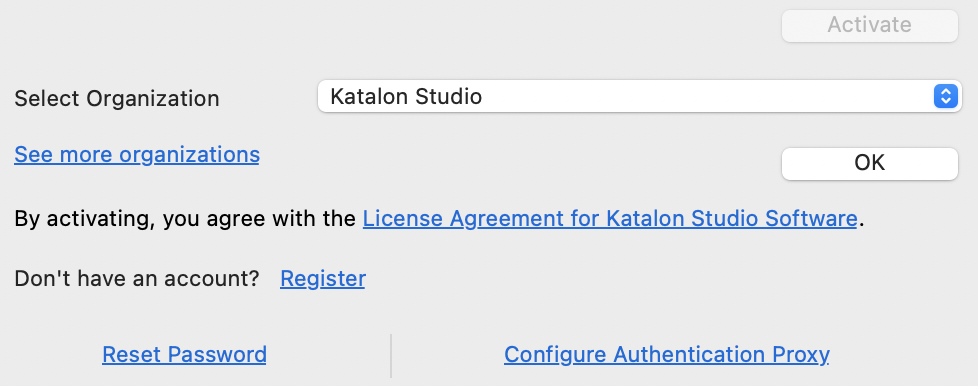 Activate
Select Organization Katalon Studio
See more organizations
OK
By activating, you agree with the License Agreement for Katalon Studio Software.
Don't have an account? Register
Reset Password Configure Authentication Proxy